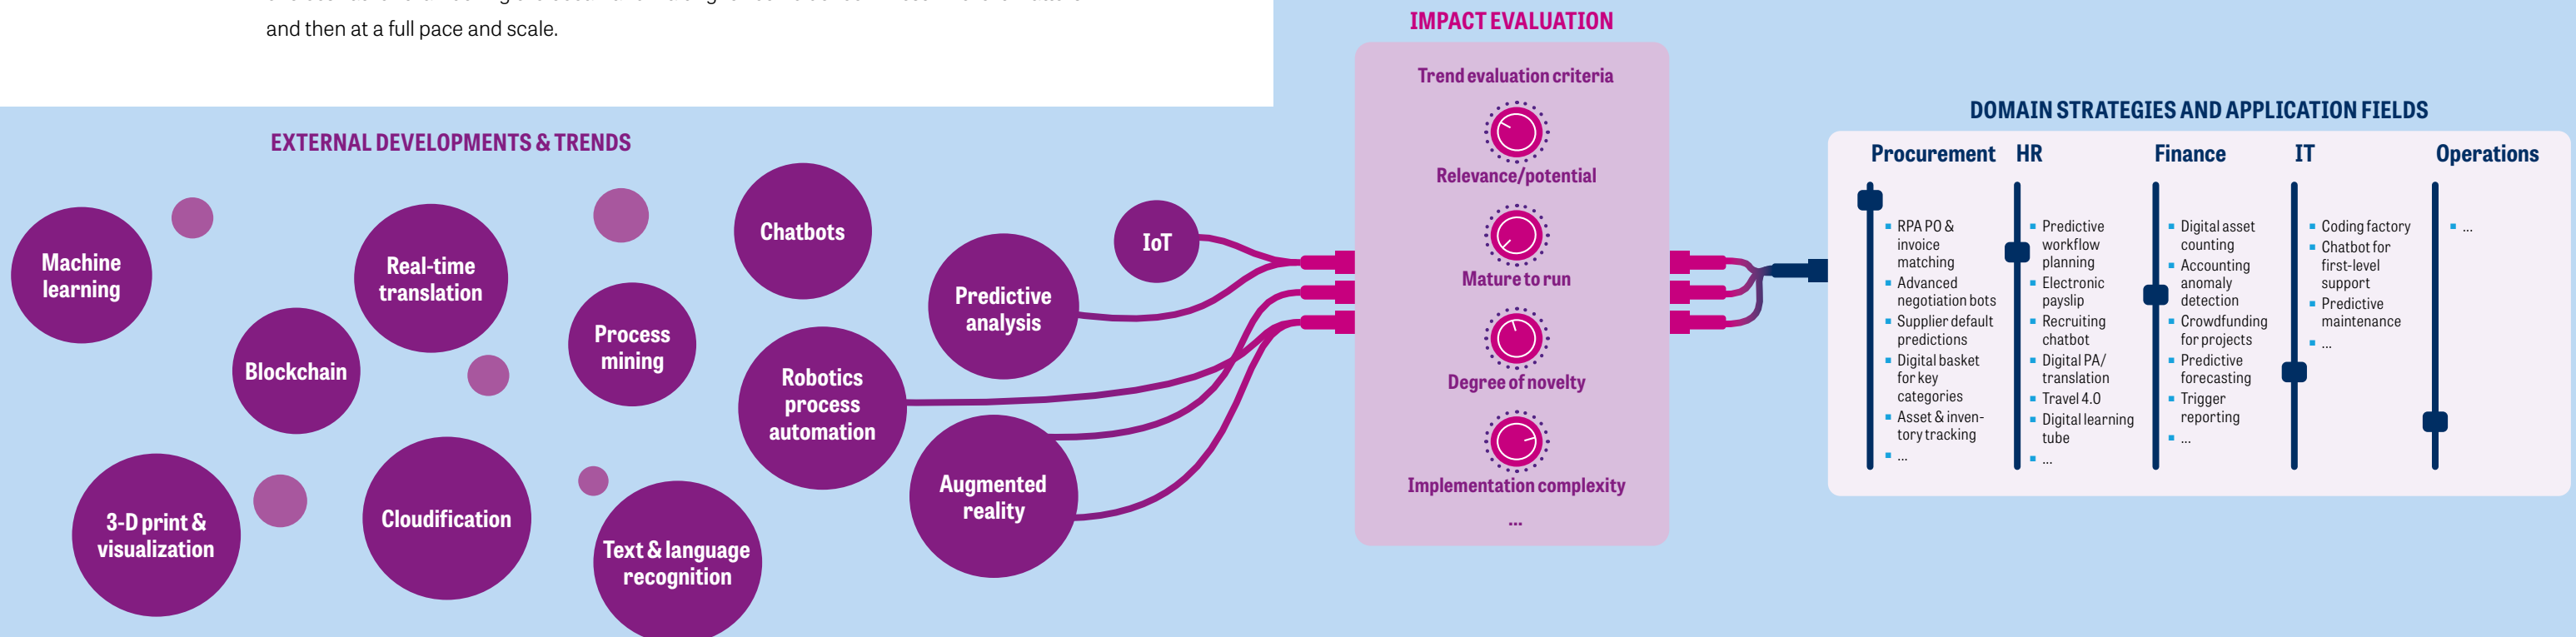 and then at a full pace and scale.
EXTERNAL DEVELOPMENTS & TRENDS
Machine
learning
Real-time
translation
Blockchain
3-D print &
visualization
Cloudification
Process
mining
Text & language
recognition
Chatbots
Robotics
process
automation
Predictive
analysis
Augmented
reality
IoT
IMPACT EVALUATION
Trend evaluation criteria
Relevance/potential
Mature to run
Degree of novelty
Implementation complexity
...
DOMAIN STRATEGIES AND APPLICATION FIELDS
Procurement
RPA PO &
invoice
matching
Advanced
negotiation bots
Supplier default
predictions
Digital basket
for key
categories
Asset & inven-
tory tracking
...
HR
Predictive
workflow
planning
Electronic
payslip
Recruiting
chatbot
Digital PA/
translation
Travel 4.0
Digital learning
tube
...
Finance
Digital asset
counting
Accounting
anomaly
detection
Crowdfunding
for projects
Predictive
forecasting
Trigger
reporting
...
IT
Coding factory
Chatbot for
first-level
support
Predictive
maintenance
...
Operations
...